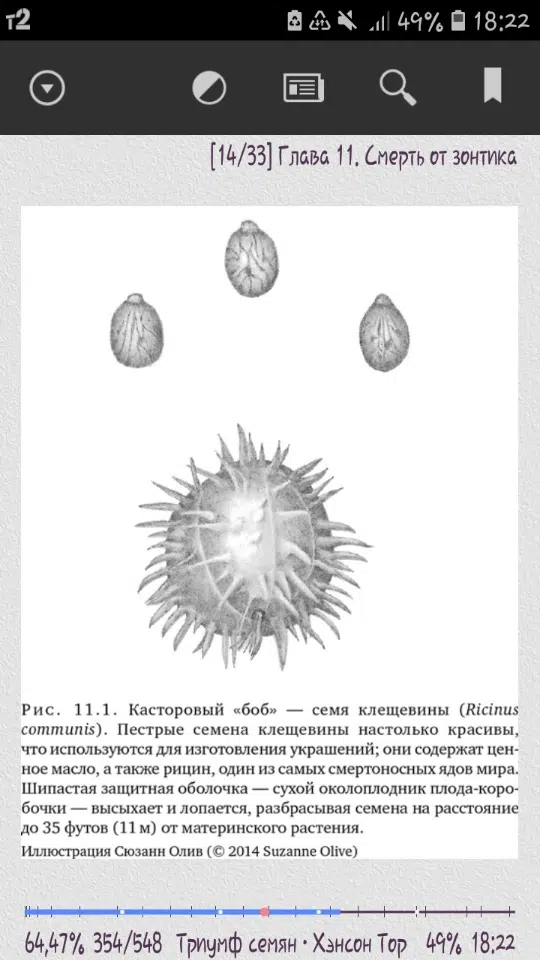 т2 49% 18:22
[14/33] Глава 11. Смерть от зонтика
Рис. 11.1. Касторовый «боб» — семя клещевины (Ricinus
communis). Пестрые семена клещевины настолько красивы,
что используются для изготовления украшений; они содержат цен-
ное масло, а также рицин, один из самых смертоносных ядов мира.
Шипастая защитная оболочка — сухой околоплодник плода-коро-
бочки — высыхает и лопается, разбрасывая семена на расстояние
до 35 футов (11 м) от материнского растения.
Иллюстрация Сюзанн Олив (© 2014 Suzanne Olive)
64,47% 354/548 Триумф семян • Хэнсон Тор 49% 18:22